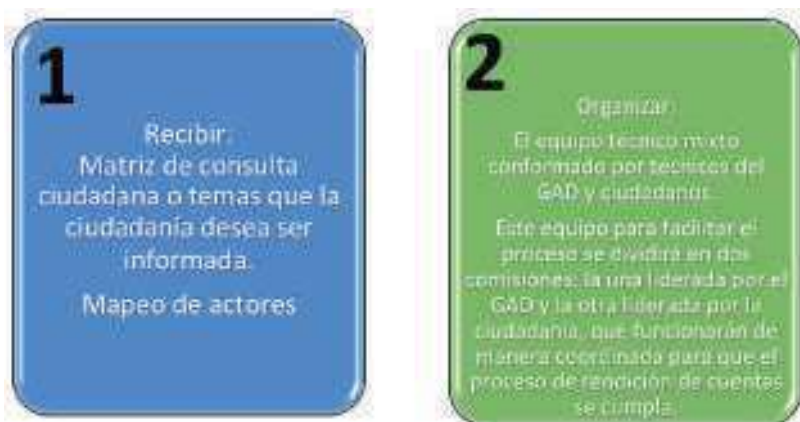 1
Recibir:
Matriz de consulta
ciudadana o temas que la
ciudadanía desea ser
informada.
Mapeo de actores
2
Organizar:
El equipo técnico mixto
conformado por técnicos del
GAD y ciudadanos.
Este equipo para facilitar el
proceso se dividirá en dos
comisiones: la una liderada por el
GAD y la otra liderada por la
ciudadanía, que funcionarán de
manera coordinada para que el
proceso de rendición de cuentas
se cumpla.